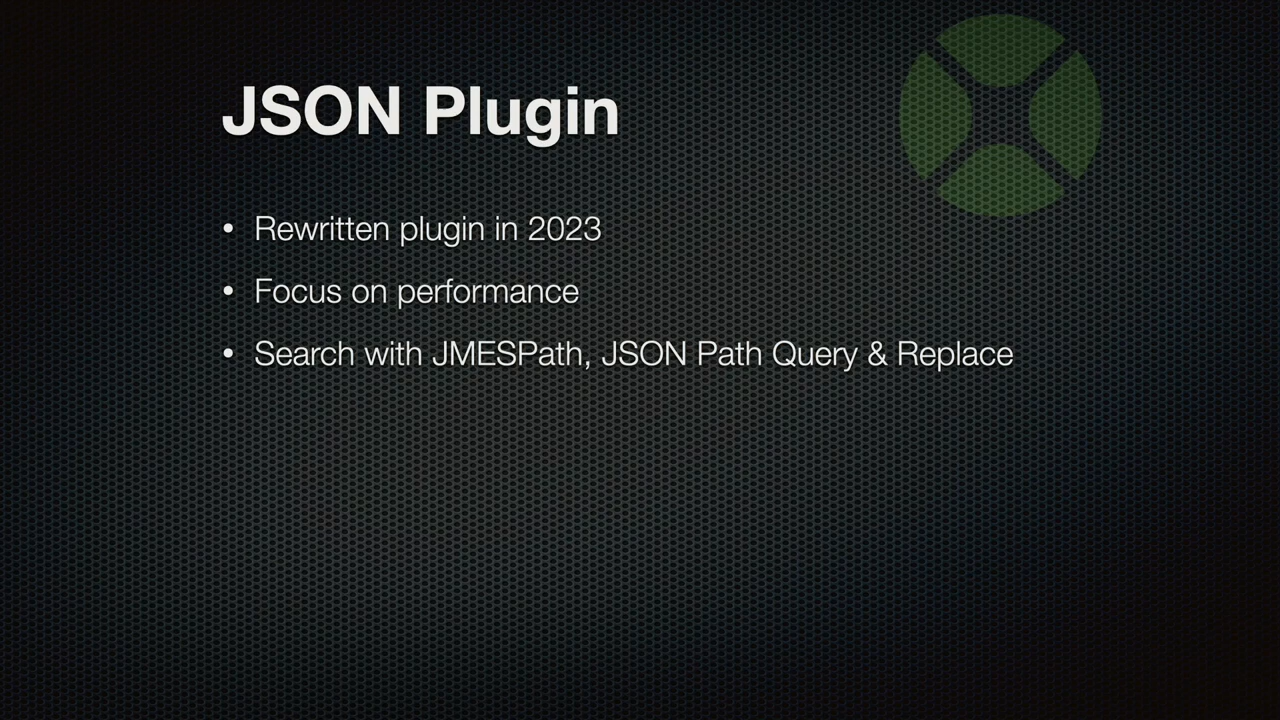 JSON Plugin
• Rewritten plugin in 2023
• Focus on performance
• Search with JMESPath, JSON Path Query & Replace